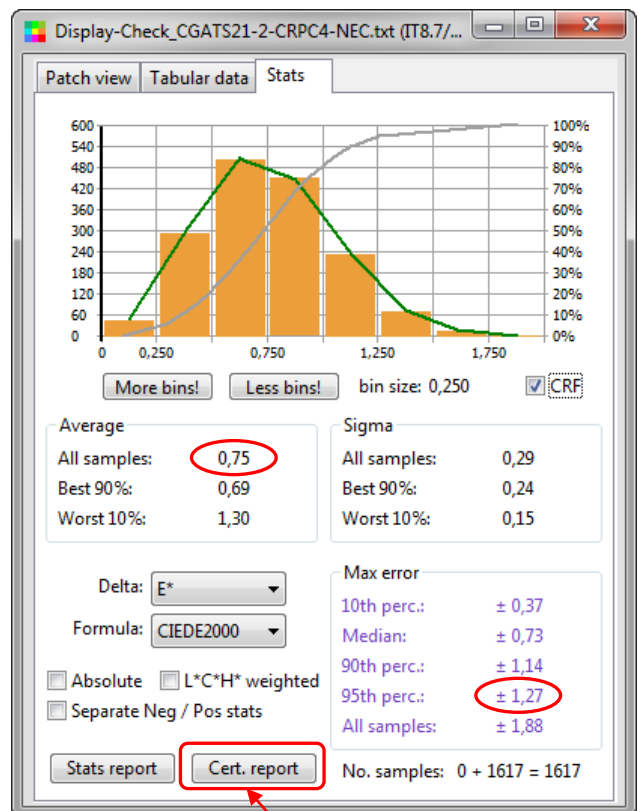 Display-Check_CGATS21-2-CRPC4-NEC.txt (IT8.7/...
Patch view Tabular data Stats
600 100%
540 90%
480 80%
420 70%
360 60%
300 50%
240 40%
180 30%
120 20%
60 10%
0 0%
0 0,250 0,750 1,250 1,750
More bins! Less bins! bin size: 0,250 CRF
Average
All samples: 0,75
Best 90%: 0,69
Worst 10%: 1,30
Sigma
All samples: 0,29
Best 90%: 0,24
Worst 10%: 0,15
Delta: E*
Formula: CIEDE2000
Absolute L*C*H* weighted
Separate Neg / Pos stats
Max error
10th perc.: ± 0,37
Median: ± 0,73
90th perc.: ± 1,14
95th perc.: ± 1,27
All samples: ± 1,88
Stats report Cert. report No. samples: 0 + 1617 = 1617